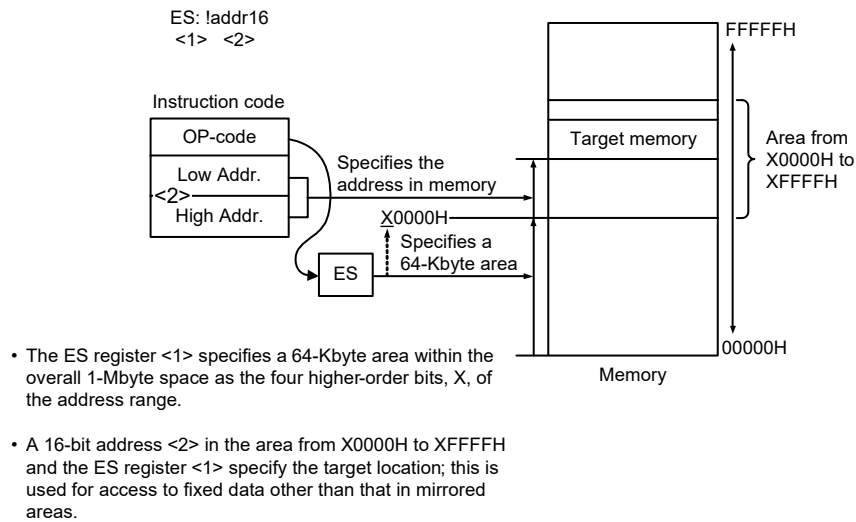 ES: !addr16
<1> <2>
FFFFFH
Instruction code
OP-code
Low Addr.
<2>
High Addr.
Specifies the
address in memory
Target memory
Area from
X0000H to
XFFFFH
X0000H
Specifies a
64-Kbyte area
ES
00000H
Memory
• The ES register <1> specifies a 64-Kbyte area within the
overall 1-Mbyte space as the four higher-order bits, X, of
the address range.
• A 16-bit address <2> in the area from X0000H to XFFFFH
and the ES register <1> specify the target location; this is
used for access to fixed data other than that in mirrored
areas.